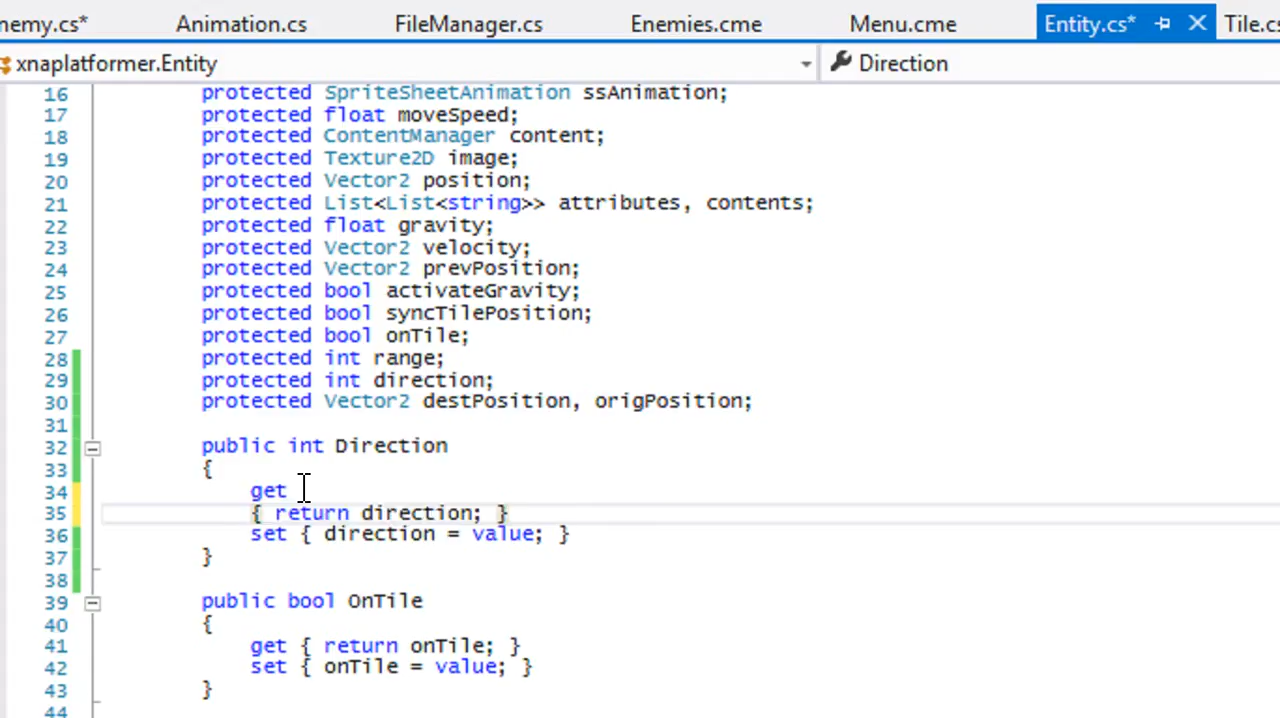 nemy.cs* Animation.cs FileManager.cs Enemies.cme Menu.cme Entity.cs* Tile.cs
xnaplatformer.Entity Direction
16 protected SpriteSheetAnimation ssAnimation;
17 protected float moveSpeed;
18 protected ContentManager content;
19 protected Texture2D image;
20 protected Vector2 position;
21 protected List<List<string>> attributes, contents;
22 protected float gravity;
23 protected Vector2 velocity;
24 protected Vector2 prevPosition;
25 protected bool activateGravity;
26 protected bool syncTilePosition;
27 protected bool onTile;
28 protected int range;
29 protected int direction;
30 protected Vector2 destPosition, origPosition;
31
32 public int Direction
33 {
34 get
35 { return direction; }
36 set { direction = value; }
37 }
38
39 public bool OnTile
40 {
41 get { return onTile; }
42 set { onTile = value; }
43 }
44